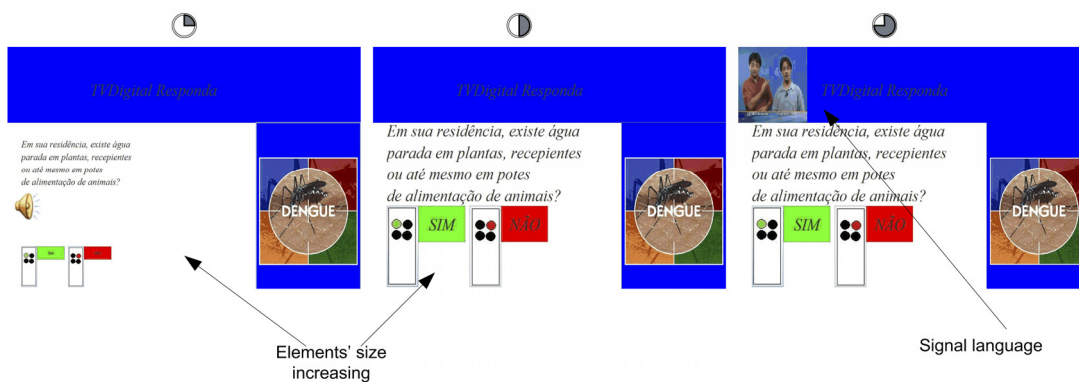 TVDigital Responda
Em sua residência, existe água
parada em plantas, recepientes
ou até mesmo em potes
de alimentação de animais?
DENGUE
TVDigital Responda
Em sua residência, existe água
parada em plantas, recepientes
ou até mesmo em potes
de alimentação de animais?
SIM
NÃO
DENGUE
TVDigital Responda
Em sua residência, existe água
parada em plantas, recepientes
ou até mesmo em potes
de alimentação de animais?
SIM
NÃO
DENGUE
Elements' size
increasing
Signal language